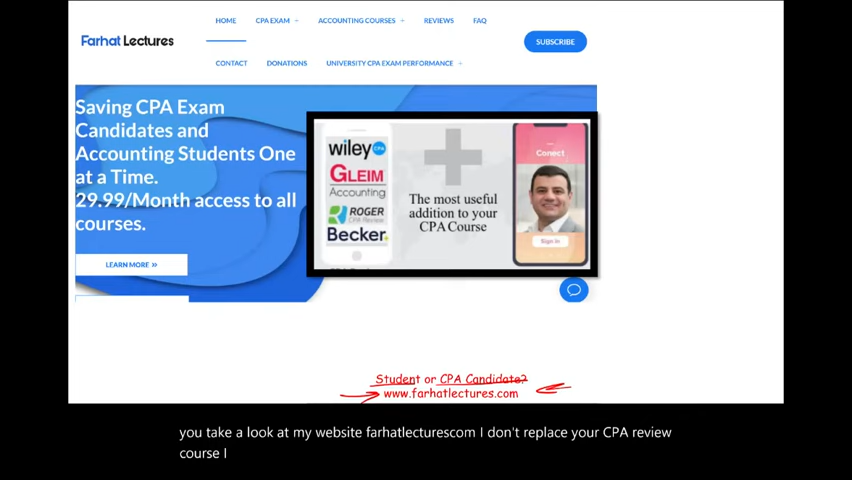 HOME
CPA EXAM
ACCOUNTING COURSES
REVIEWS
FAQ
Farhat Lectures
SUBSCRIBE
CONTACT
DONATIONS
UNIVERSITY CPA EXAM PERFORMANCE
Saving CPA Exam
Candidates and
Accounting Students One
at a Time.
29.99/Month access to all
courses.
LEARN MORE »
wiley CPA
GLEIM
Accounting
ROGER
CPA Review
Becker.
The most useful
addition to your
CPA Course
Conect
Sign in
Student or CPA Candidate?
www.farhatlectures.com
you take a look at my website farhatlecturescom I don't replace your CPA review
course I